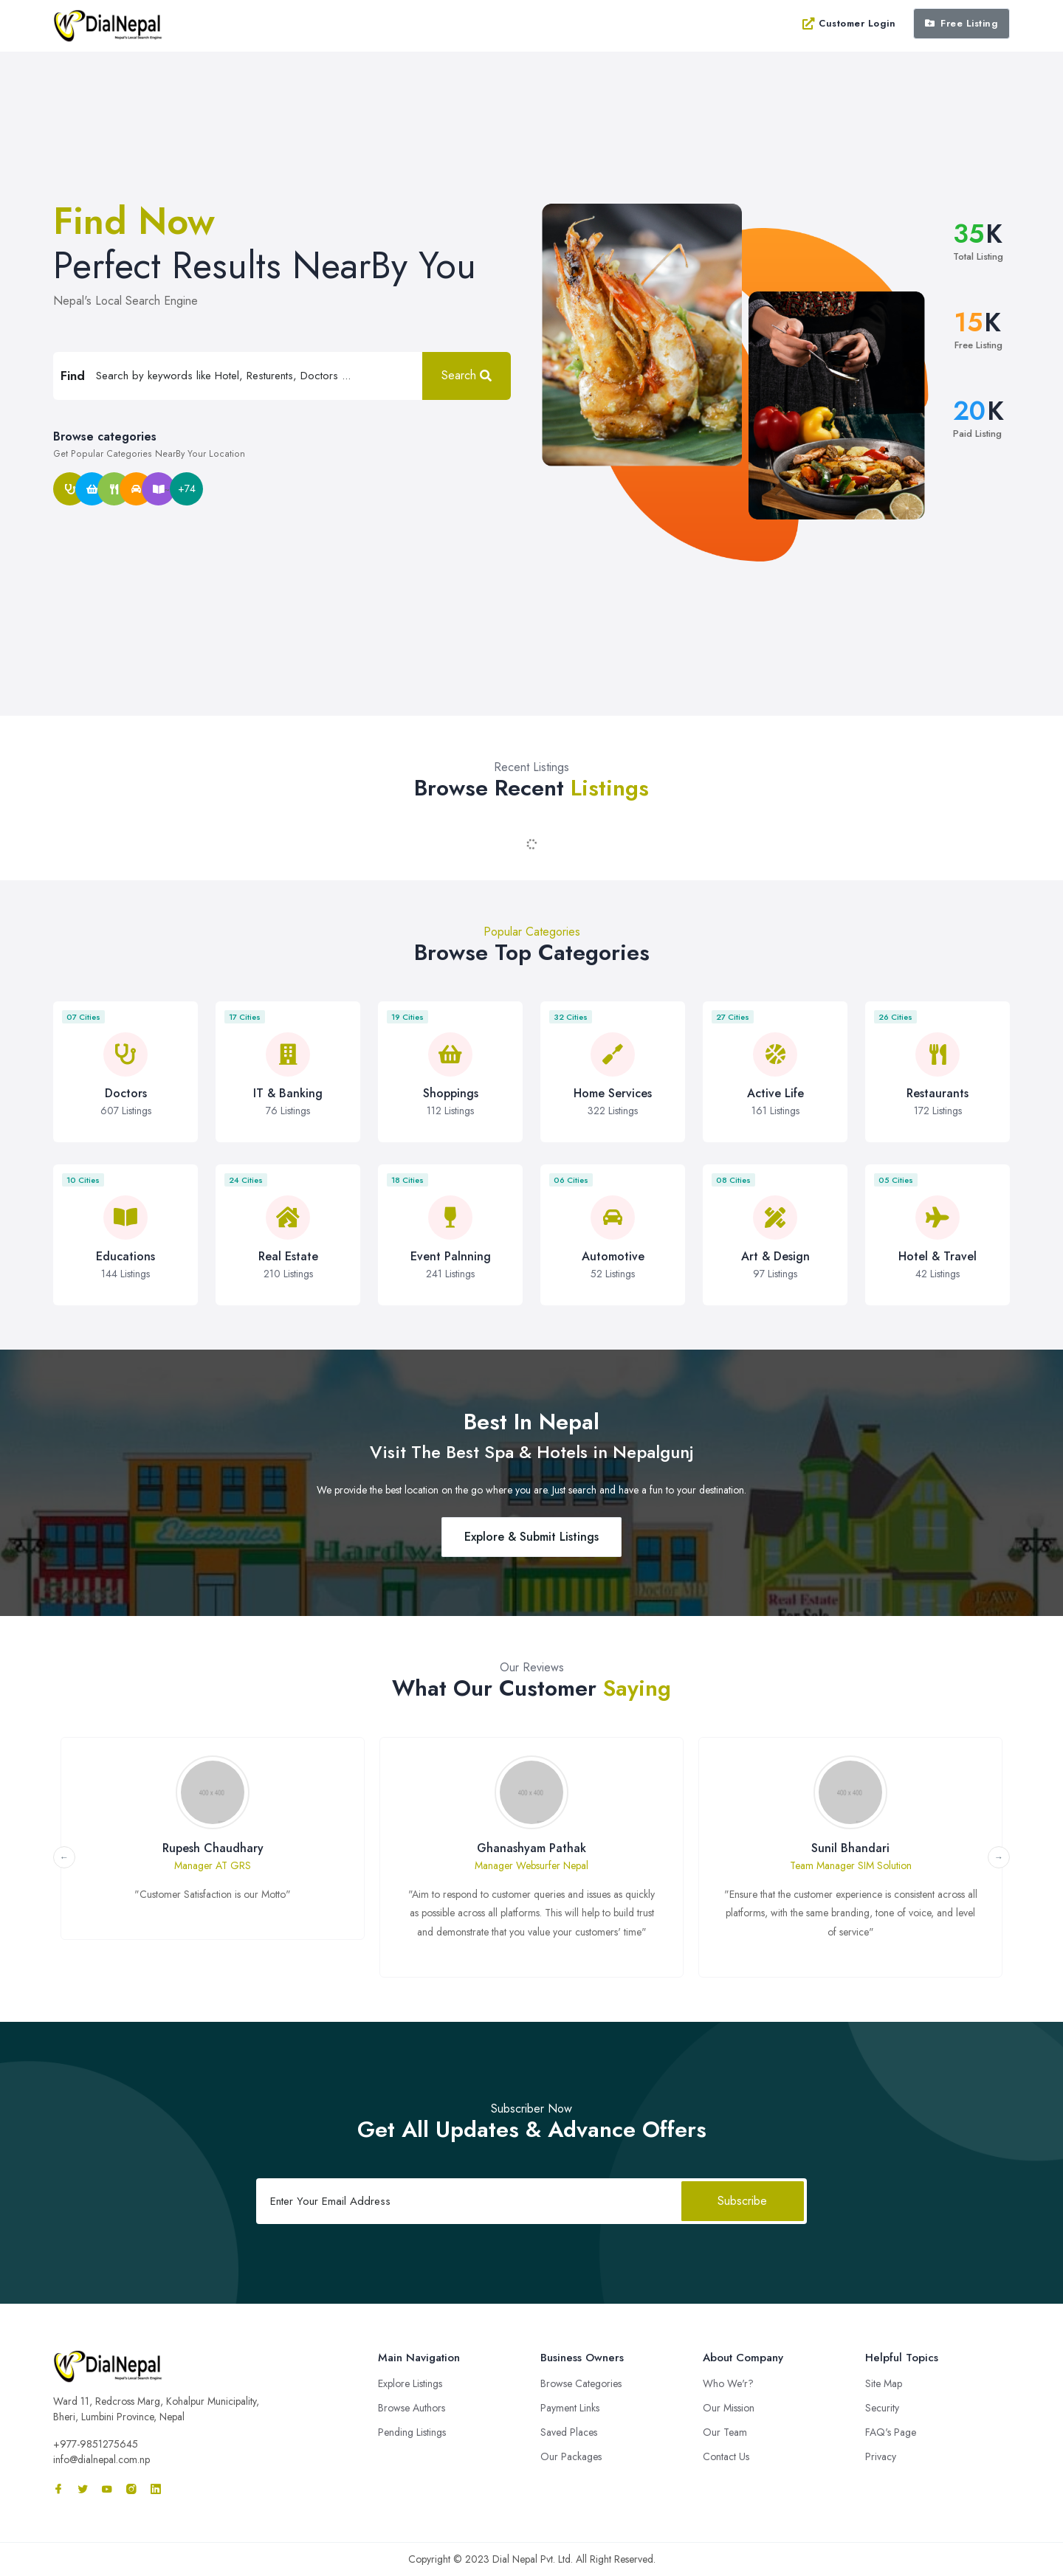 DialNepal
Nepal's Local Search Engine
Customer Login
Free Listing
Find Now
Perfect Results NearBy You
Nepal's Local Search Engine
Find Search by keywords like Hotel, Resturents, Doctors ...
Search
Browse categories
Get Popular Categories NearBy Your Location
+74
35K
Total Listing
15K
Free Listing
20K
Paid Listing
Recent Listings
Browse Recent Listings
Popular Categories
Browse Top Categories
07 Cities
Doctors
607 Listings
17 Cities
IT & Banking
76 Listings
19 Cities
Shoppings
112 Listings
32 Cities
Home Services
322 Listings
27 Cities
Active Life
161 Listings
26 Cities
Restaurants
172 Listings
10 Cities
Educations
144 Listings
24 Cities
Real Estate
210 Listings
18 Cities
Event Palnning
241 Listings
06 Cities
Automotive
52 Listings
08 Cities
Art & Design
97 Listings
05 Cities
Hotel & Travel
42 Listings
Best In Nepal
Visit The Best Spa & Hotels in Nepalgunj
We provide the best location on the go where you are. Just search and have a fun to your destination.
Explore & Submit Listings
Electronics
Hardware
Doctor MD
Real Estate
For Sale
LAW
Our Reviews
What Our Customer Saying
←
400 x 400
Rupesh Chaudhary
Manager AT GRS
"Customer Satisfaction is our Motto"
400 x 400
Ghanashyam Pathak
Manager Websurfer Nepal
"Aim to respond to customer queries and issues as quickly
as possible across all platforms. This will help to build trust
and demonstrate that you value your customers' time"
400 x 400
Sunil Bhandari
Team Manager SIM Solution
"Ensure that the customer experience is consistent across all
platforms, with the same branding, tone of voice, and level
of service"
→
Subscriber Now
Get All Updates & Advance Offers
Enter Your Email Address
Subscribe
DialNepal
Nepal's Local Search Engine
Ward 11, Redcross Marg, Kohalpur Municipality,
Bheri, Lumbini Province, Nepal
+977-9851275645
info@dialnepal.com.np
Main Navigation
Explore Listings
Browse Authors
Pending Listings
Business Owners
Browse Categories
Payment Links
Saved Places
Our Packages
About Company
Who We'r?
Our Mission
Our Team
Contact Us
Helpful Topics
Site Map
Security
FAQ's Page
Privacy
Copyright © 2023 Dial Nepal Pvt. Ltd. All Right Reserved.